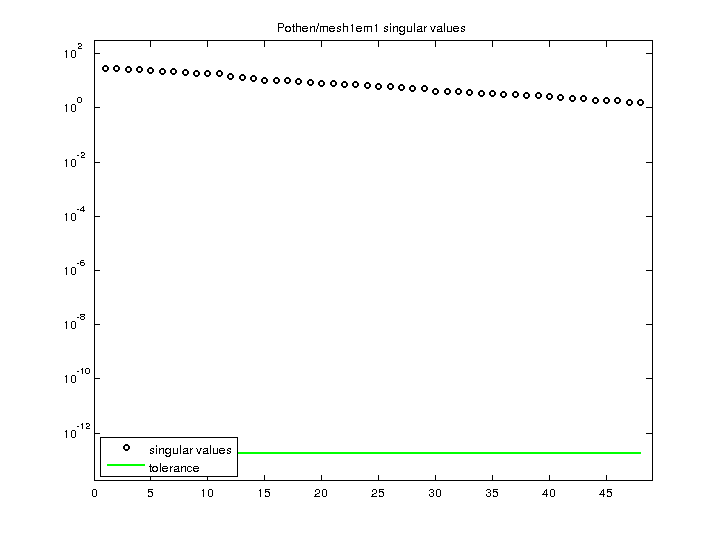 Pothen/mesh1em1 singular values
10^2
10^0
10^-2
10^-4
10^-6
10^-8
10^-10
10^-12
singular values
tolerance
0 5 10 15 20 25 30 35 40 45